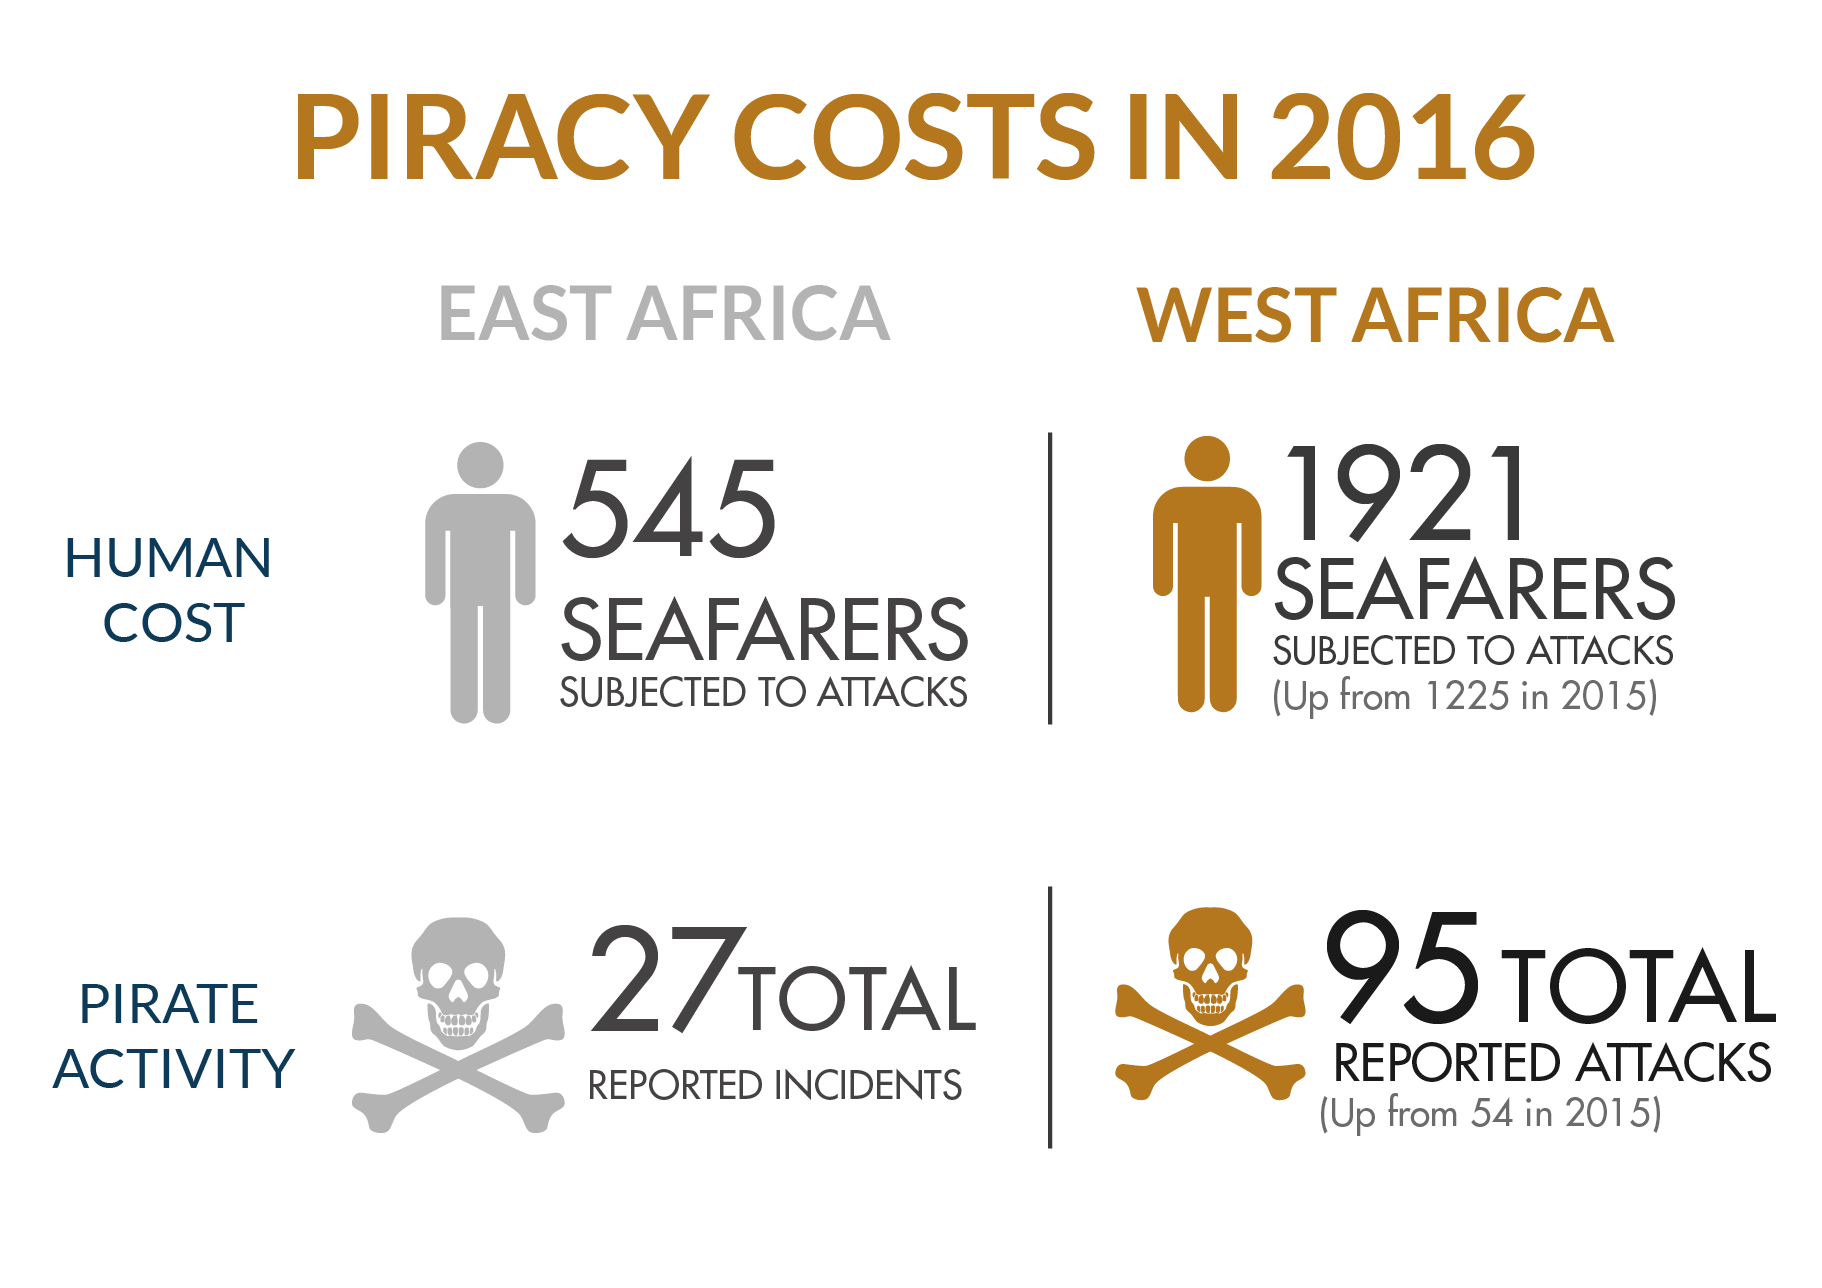 PIRACY COSTS IN 2016
EAST AFRICA
WEST AFRICA
HUMAN
COST
545
SEAFARERS
SUBJECTED TO ATTACKS
1921
SEAFARERS
SUBJECTED TO ATTACKS
(Up from 1225 in 2015)
PIRATE
ACTIVITY
27 TOTAL
REPORTED INCIDENTS
95 TOTAL
REPORTED ATTACKS
(Up from 54 in 2015)